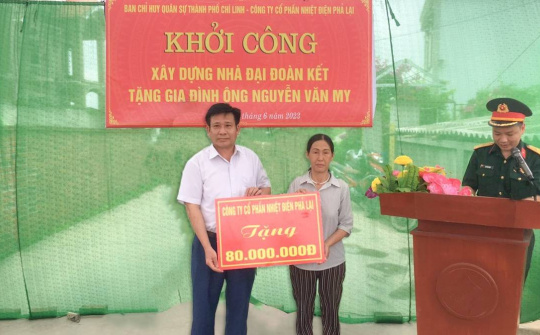 BAN CHỈ HUY QUÂN SỰ THÀNH PHỐ CHÍ LINH - CÔNG TY CỔ PHẦN NHIỆT ĐIỆN PHẢ LẠI
KHỞI CÔNG
XÂY DỰNG NHÀ ĐẠI ĐOÀN KẾT
TẶNG GIA ĐÌNH ÔNG NGUYỄN VĂN MY
tháng 6 năm 2023
CÔNG TY CỔ PHẦN NHIỆT ĐIỆN PHẢ LẠI
Tặng
80.000.000Đ